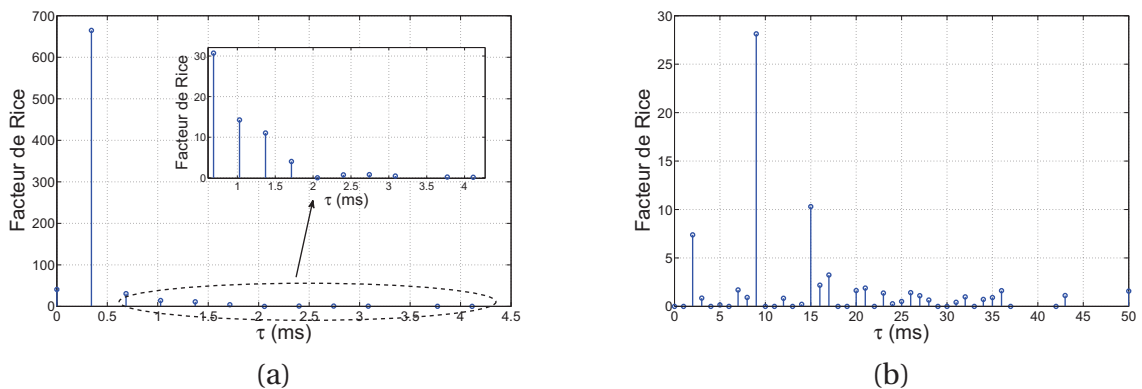 700
600
500
400
300
200
100
0
Facteur de Rice
0 0.5 1 1.5 2 2.5 3 3.5 4 4.5
τ (ms)
30
20
10
0
Facteur de Rice
1 1.5 2 2.5 3 3.5 4
τ (ms)
(a)
30
25
20
15
10
5
0
Facteur de Rice
0 5 10 15 20 25 30 35 40 45 50
τ (ms)
(b)